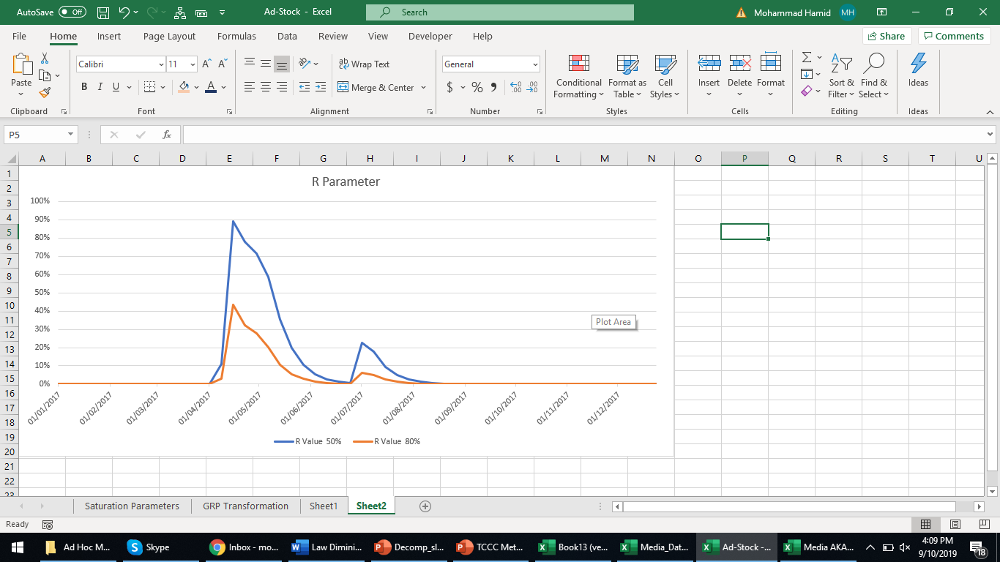 AutoSave Off Ad-Stock - Excel Search Mohammad Hamid MH
File Home Insert Page Layout Formulas Data Review View Developer Help Share Comments
Paste Calibri 11 A A Wrap Text General Conditional Formatting Format as Table Cell Styles Insert Delete Format Sort & Filter Find & Select Ideas
B I U A Merge & Center $ % , .00
Clipboard Font Alignment Number Styles Cells Editing Ideas
P5 fx
A B C D E F G H I J K L M N O P Q R S T U
1
2
3
4
5
6
7
8
9
10
11
12
13
14
15
16
17
18
19
20
21
22
23
R Parameter
100%
90%
80%
70%
60%
50%
40%
30%
20%
10%
0%
Plot Area
01/01/2017 01/02/2017 01/03/2017 01/04/2017 01/05/2017 01/06/2017 01/07/2017 01/08/2017 01/09/2017 01/10/2017 01/11/2017 01/12/2017
R Value 50% R Value 80%
Saturation Parameters GRP Transformation Sheet1 Sheet2
Ready
Ad Hoc M... Skype Inbox - mo... Law Dimini... Decomp_sl... TCCC Met... Book13 (ve... Media_Dat... Ad-Stock -... Media AKA... 4:09 PM
9/10/2019 18